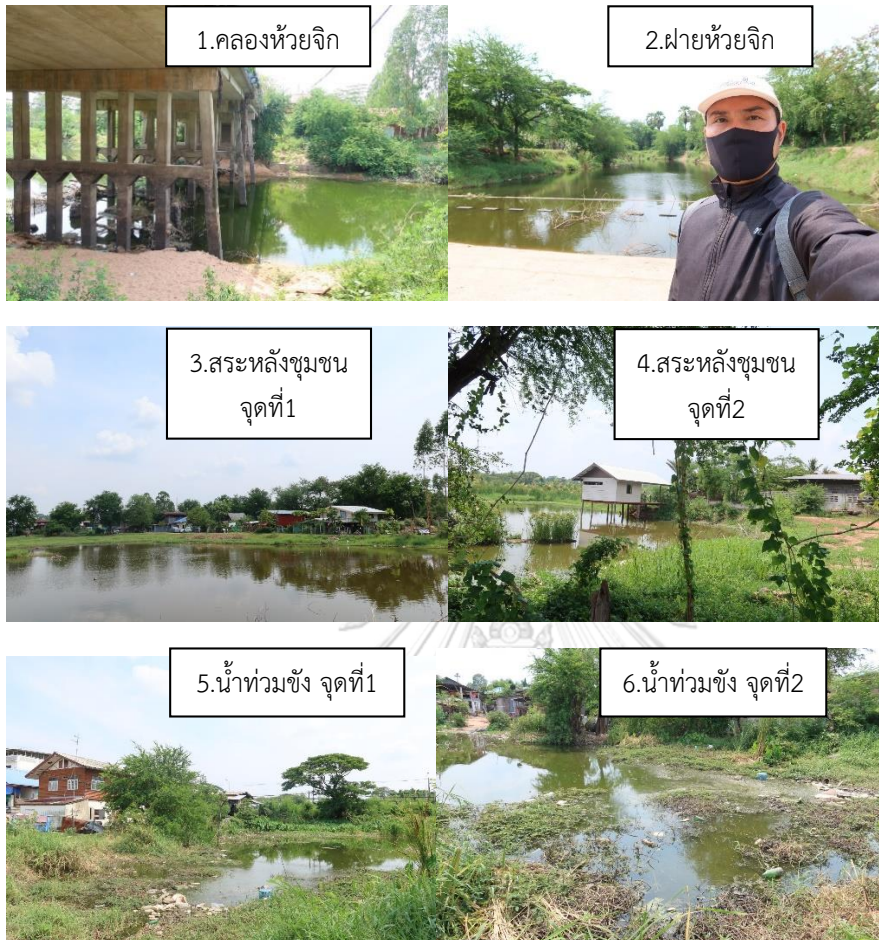 1.คลองห้วยจิก
2.ฝายห้วยจิก
3.สระหลังชุมชน
จุดที่1
4.สระหลังชุมชน
จุดที่2
5.น้ำท่วมขัง จุดที่1
6.น้ำท่วมขัง จุดที่2